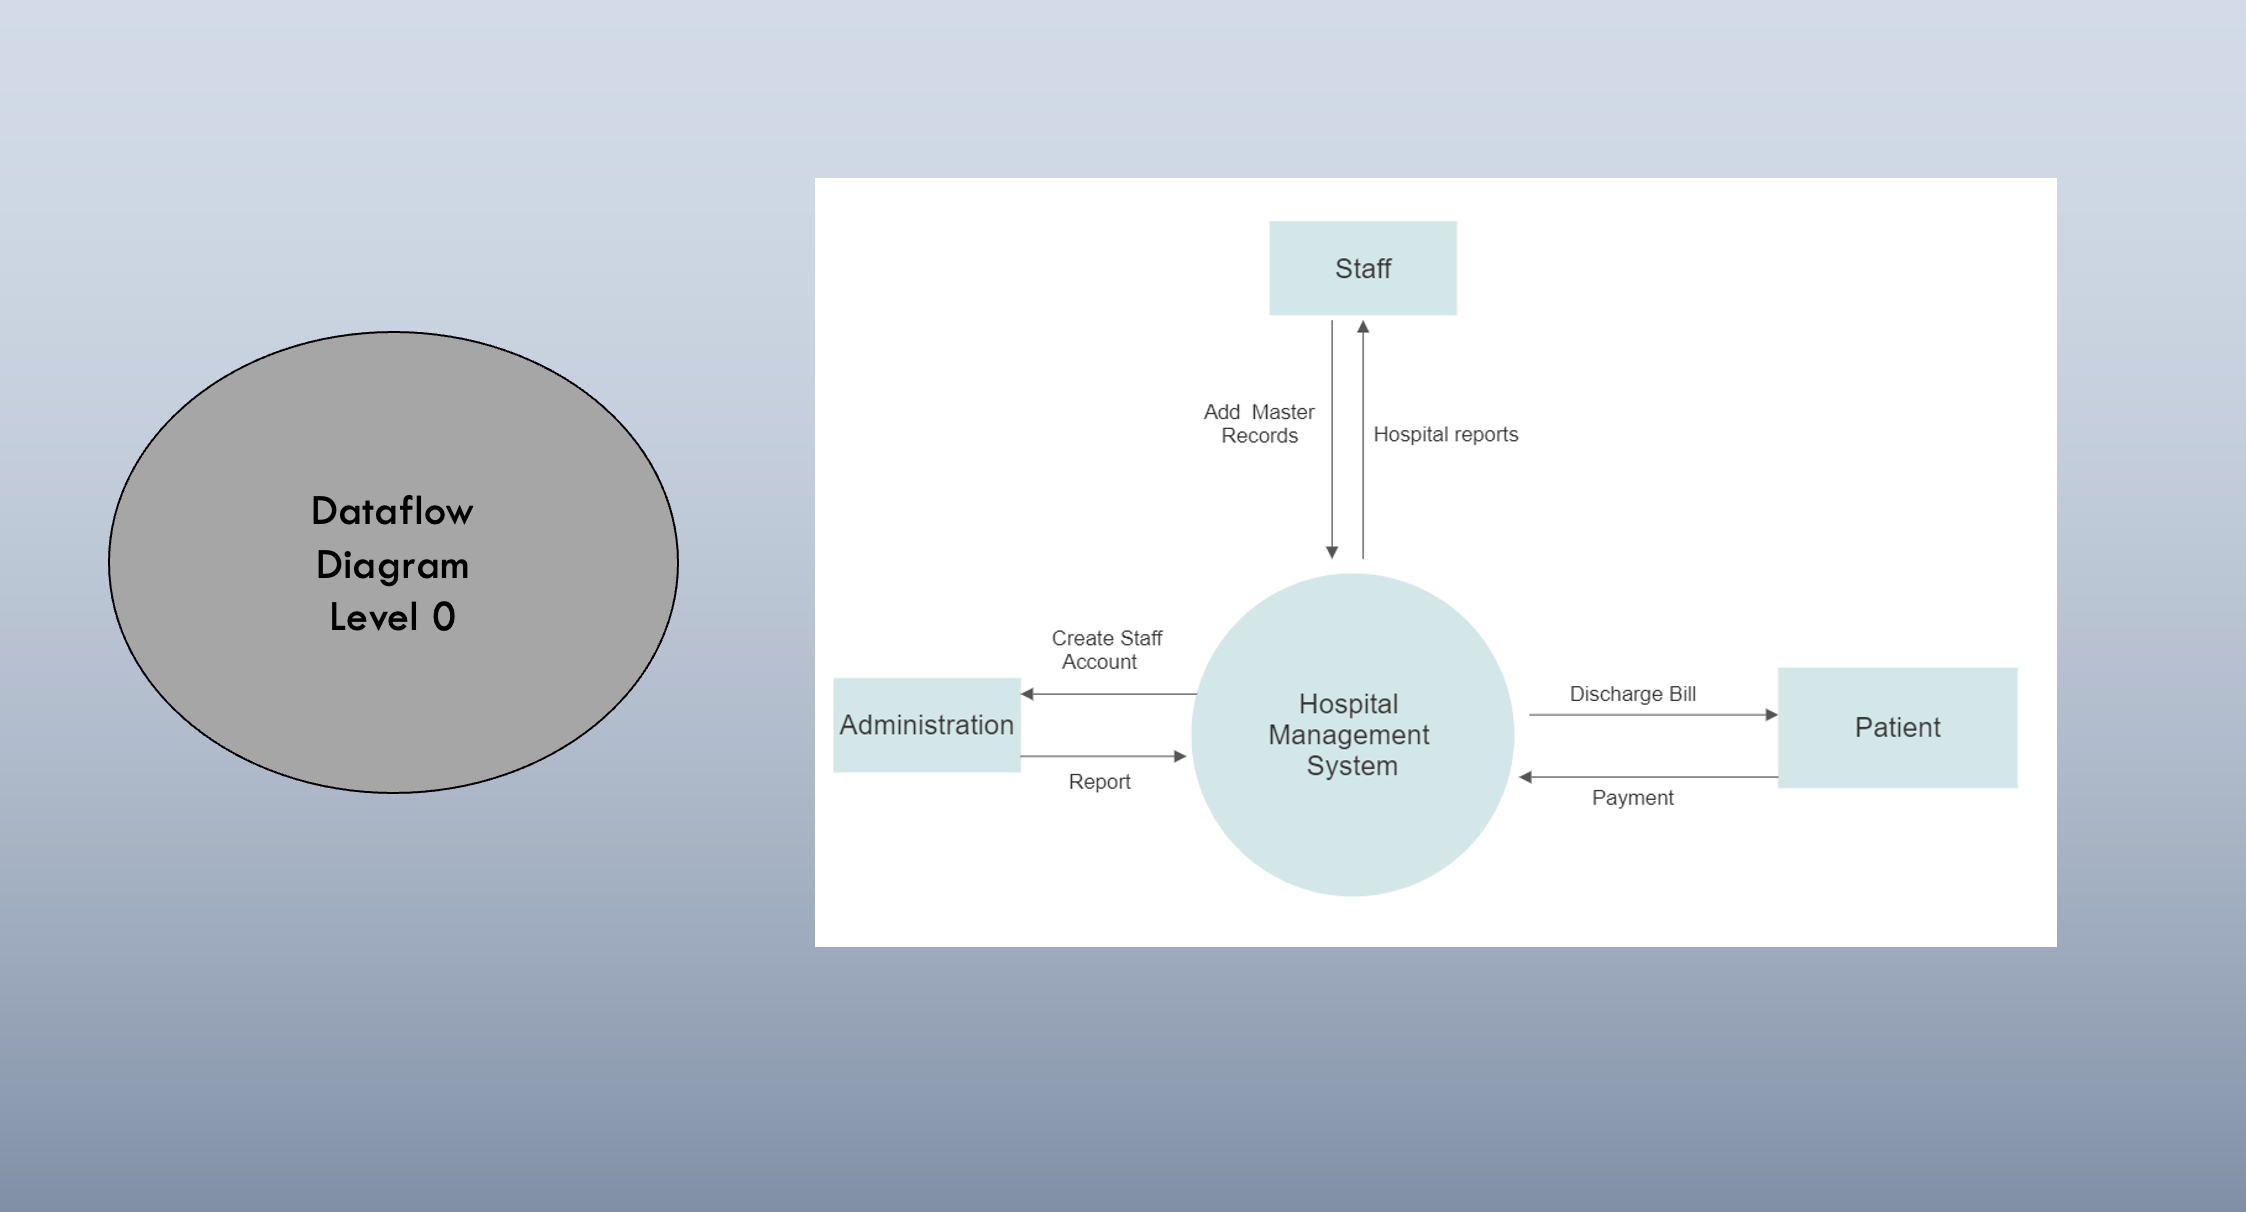 Dataflow
Diagram
Level 0
Staff
Add  Master
Records
Hospital reports
Create Staff
Account
Administration
Report
Hospital
Management
System
Discharge Bill
Patient
Payment